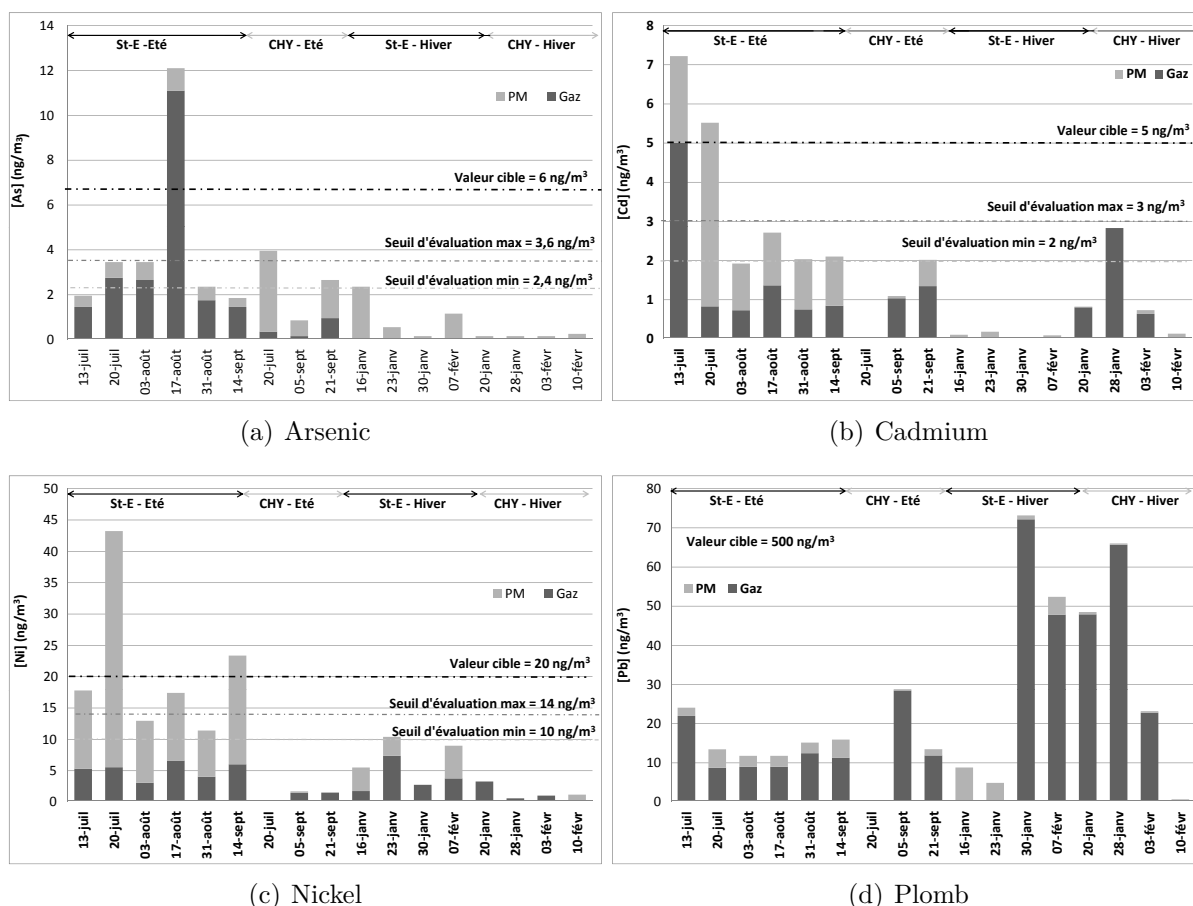 14
12
10
8
6
4
2
0
[As] (ng/m3)
St-E -Eté
CHY - Eté
St-E - Hiver
CHY - Hiver
PM
Gaz
Valeur cible = 6 ng/m3
Seuil d'évaluation max = 3,6 ng/m3
Seuil d'évaluation min = 2,4 ng/m3
13-juil
20-juil
03-août
17-août
31-août
14-sept
20-juil
05-sept
21-sept
16-janv
23-janv
30-janv
07-févr
20-janv
28-janv
03-févr
10-févr
(a) Arsenic
8
7
6
5
4
3
2
1
0
[Cd] (ng/m3)
St-E - Eté
CHY - Eté
St-E - Hiver
CHY - Hiver
PM
Gaz
Valeur cible = 5 ng/m3
Seuil d'évaluation max = 3 ng/m3
Seuil d'évaluation min = 2 ng/m3
13-juil
20-juil
03-août
17-août
31-août
14-sept
20-juil
05-sept
21-sept
16-janv
23-janv
30-janv
07-févr
20-janv
28-janv
03-févr
10-févr
(b) Cadmium
50
45
40
35
30
25
20
15
10
5
0
[Ni] (ng/m3)
St-E - Eté
CHY - Eté
St-E - Hiver
CHY - Hiver
PM
Gaz
Valeur cible = 20 ng/m3
Seuil d'évaluation max = 14 ng/m3
Seuil d'évaluation min = 10 ng/m3
13-juil
20-juil
03-août
17-août
31-août
14-sept
20-juil
05-sept
21-sept
16-janv
23-janv
30-janv
07-févr
20-janv
28-janv
03-févr
10-févr
(c) Nickel
80
70
60
50
40
30
20
10
0
[Pb] (ng/m3)
St-E - Eté
CHY - Eté
St-E - Hiver
CHY - Hiver
Valeur cible = 500 ng/m3
PM
Gaz
13-juil
20-juil
03-août
17-août
31-août
14-sept
20-juil
05-sept
21-sept
16-janv
23-janv
30-janv
07-févr
20-janv
28-janv
03-févr
10-févr
(d) Plomb